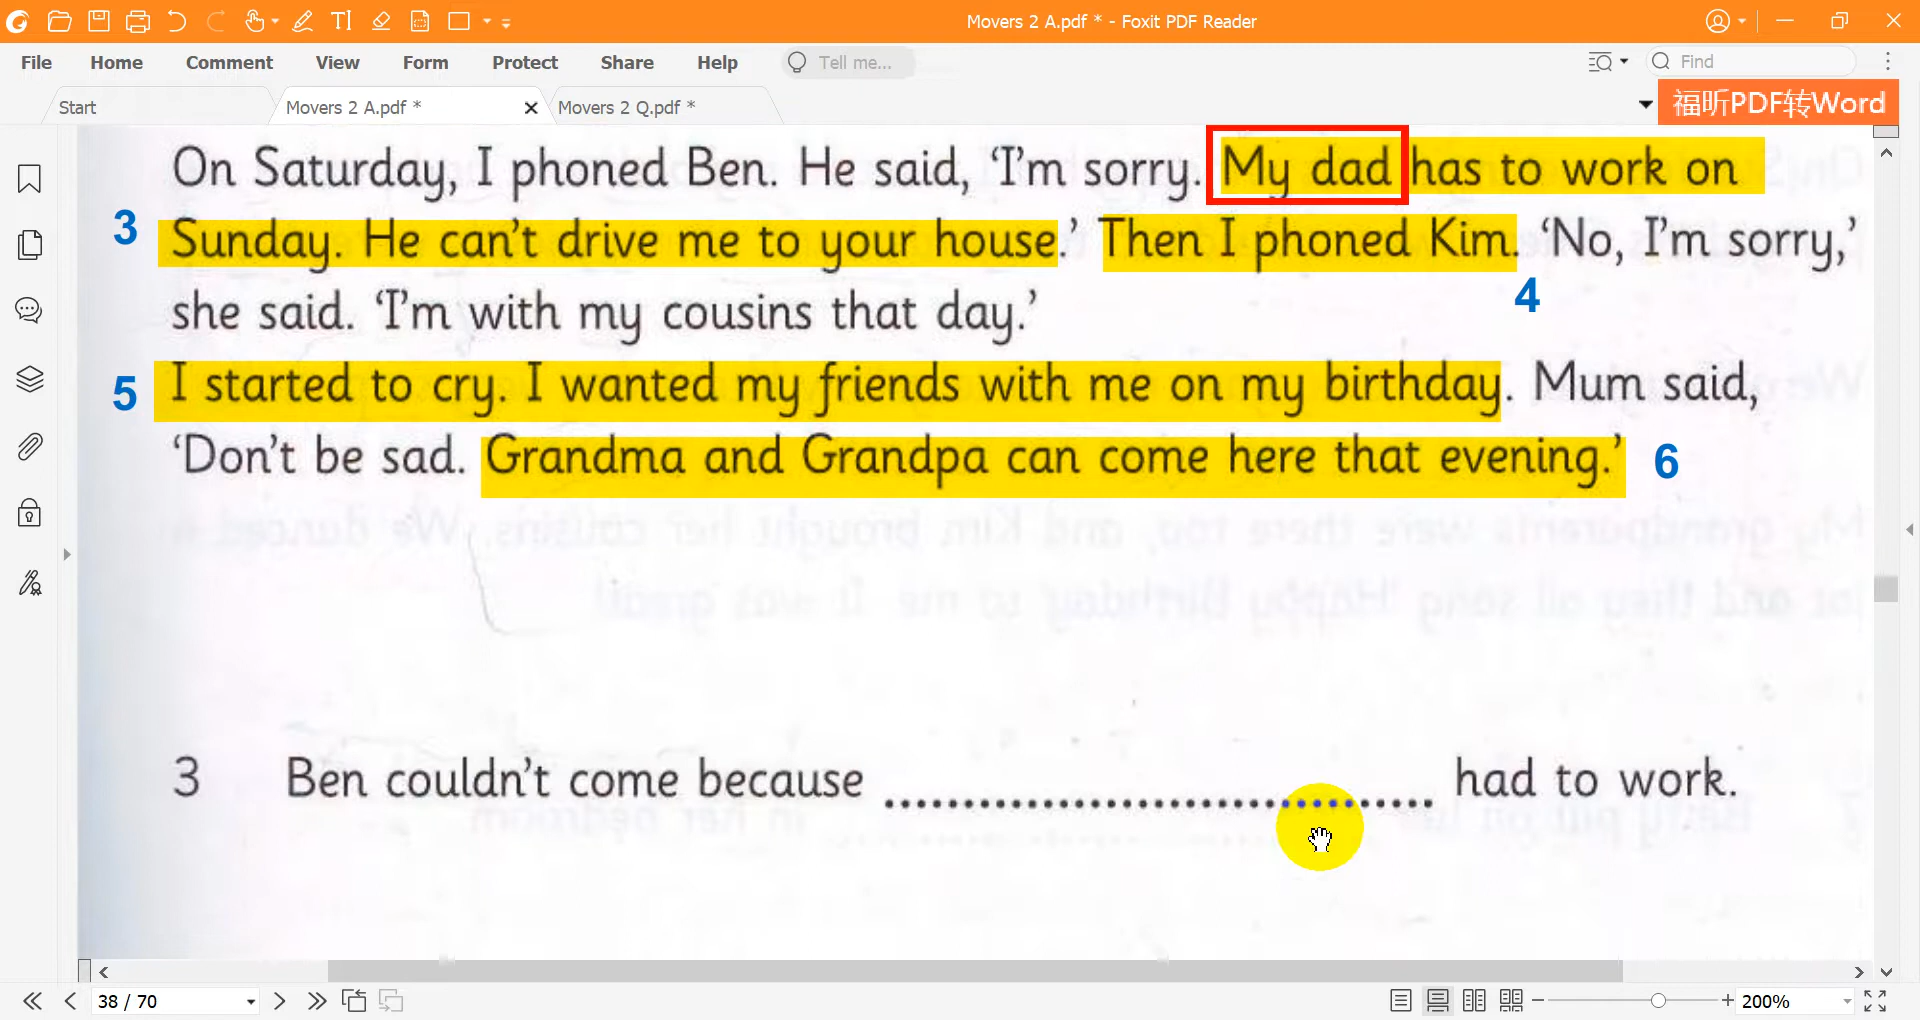 Movers 2 A.pdf * - Foxit PDF Reader
File Home Comment View Form Protect Share Help Tell me... Find
Start Movers 2 A.pdf * Movers 2 Q.pdf * 福昕PDF转Word
On Saturday, I phoned Ben. He said, ‘I’m sorry. My dad has to work on
3 Sunday. He can’t drive me to your house.’ Then I phoned Kim. ‘No, I’m sorry,’
4
she said. ‘I’m with my cousins that day.’
5 I started to cry. I wanted my friends with me on my birthday. Mum said,
‘Don’t be sad. Grandma and Grandpa can come here that evening.’ 6
3 Ben couldn’t come because ........................... had to work.
38 / 70 200%